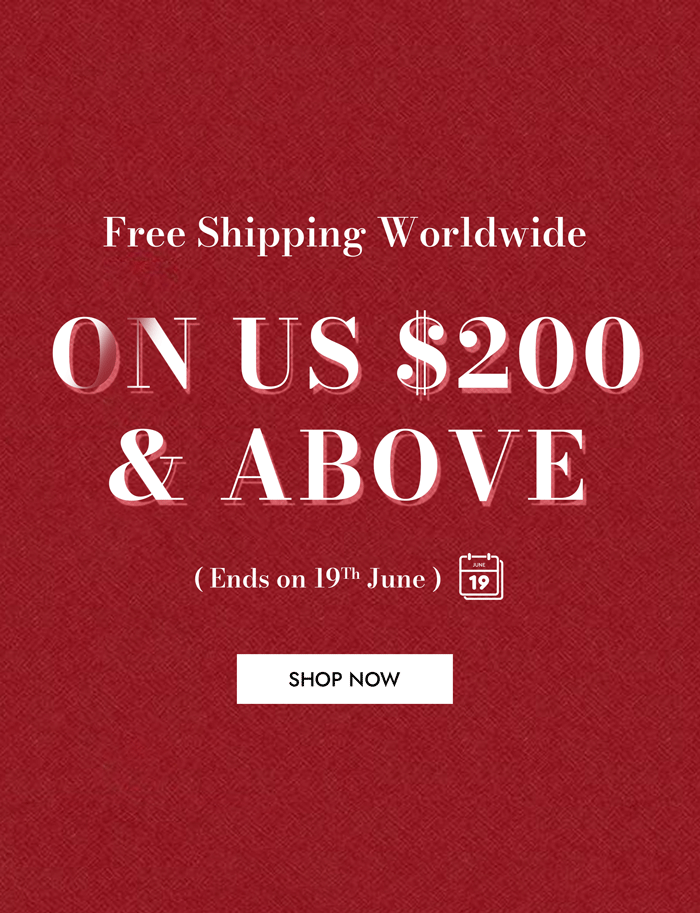 Free Shipping Worldwide
ON US $200
& ABOVE
( Ends on 19Th June )
JUNE
19
SHOP NOW